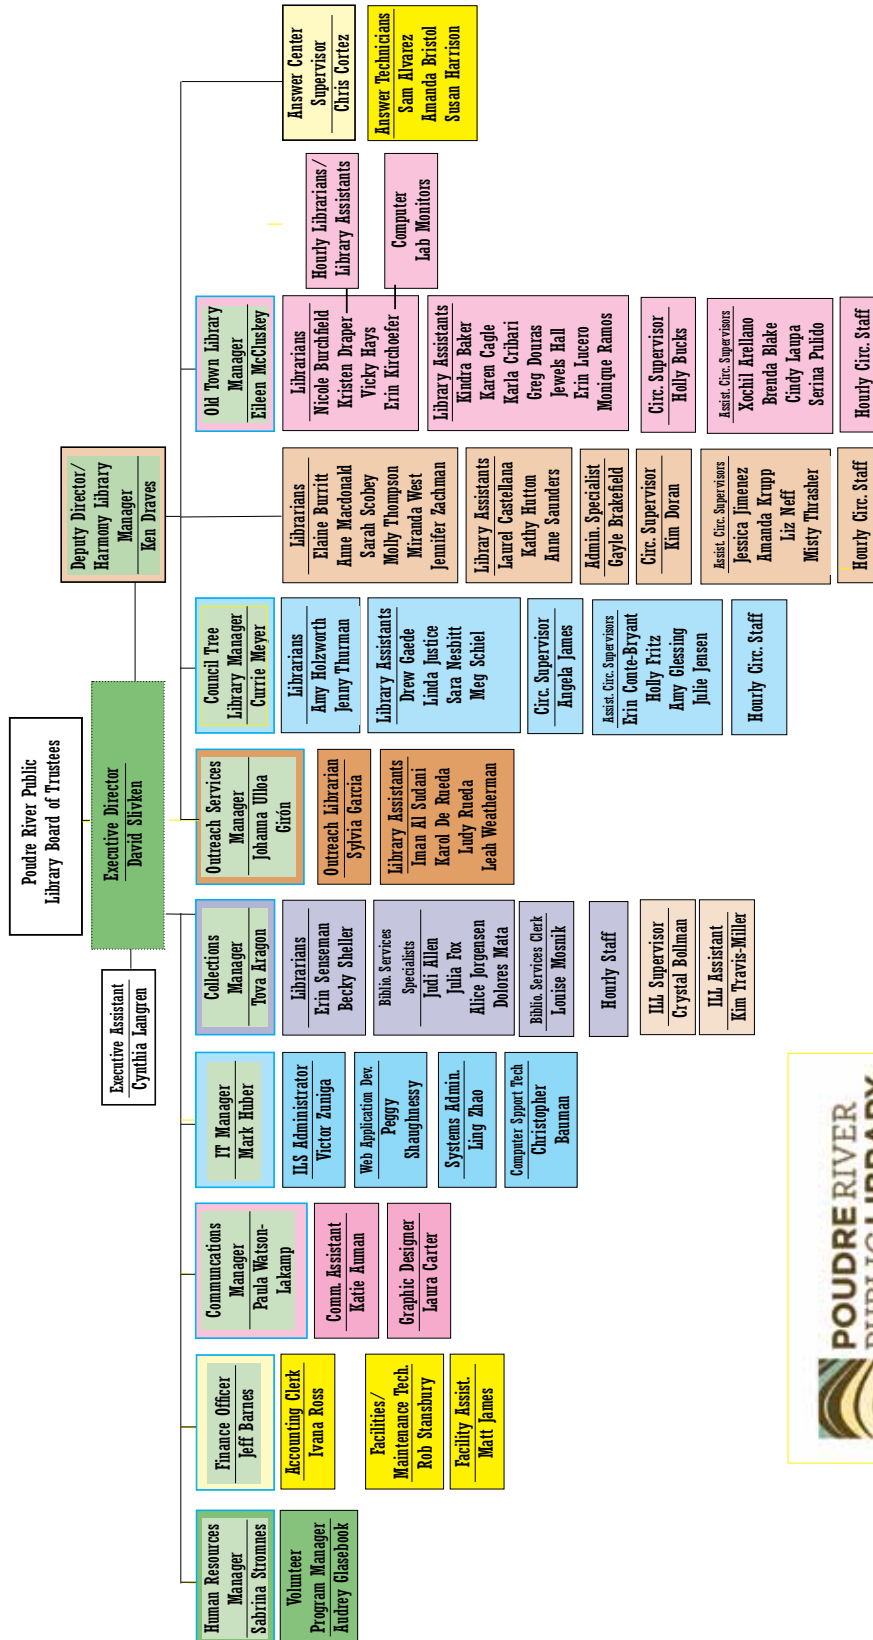 Poudre River Public
Library Board of Trustees
Executive Director
David Slivken
Executive Assistant
Cynthia Langren
Deputy Director/
Harmony Library
Manager
Ken Draves
Human Resources
Manager
Sabrina Stromnes
Volunteer
Program Manager
Audrey Glasebook
Finance Officer
Jeff Barnes
Accounting Clerk
Ivana Ross
Facilities/
Maintenance Tech.
Rob Stansbury
Facility Assist.
Matt James
Communcations
Manager
Paula Watson-
Lakamp
Comm. Assistant
Katie Auman
Graphic Designer
Laura Carter
IT Manager
Mark Huber
ILS Administrator
Victor Zuniga
Web Application Dev.
Peggy
Shaughnessy
Systems Admin.
Ling Zhao
Computer Spport Tech
Christopher
Bauman
Collections
Manager
Tova Aragon
Librarians
Erin Senseman
Becky Sheller
Biblio. Services
Specialists
Judi Allen
Julia Fox
Alice Jorgensen
Dolores Mata
Biblio. Services Clerk
Louise Mosnik
Hourly Staff
ILL Supervisor
Crystal Bollman
ILL Assistant
Kim Travis-Miller
Outreach Services
Manager
Johanna Ulloa
Girón
Outreach Librarian
Sylvia Garcia
Library Assistants
Iman Al Sudani
Karol De Rueda
Ludy Rueda
Leah Weatherman
Council Tree
Library Manager
Currie Meyer
Librarians
Amy Holzworth
Jenny Thurman
Library Assistants
Drew Gaede
Linda Justice
Sara Nesbitt
Meg Schiel
Circ. Supervisor
Angela James
Assist. Circ. Supervisors
Erin Conte-Bryant
Holly Fritz
Amy Glessing
Julie Jensen
Hourly Circ. Staff
Librarians
Elaine Burritt
Anne Macdonald
Sarah Scobey
Molly Thompson
Miranda West
Jennifer Zachman
Library Assistants
Laurel Castellana
Kathy Hutton
Anne Saunders
Admin. Specialist
Gayle Brakefield
Circ. Supervisor
Kim Doran
Assist. Circ. Supervisors
Jessica Jimenez
Amanda Krupp
Liz Neff
Misty Thrasher
Hourly Circ. Staff
Old Town Library
Manager
Eileen McCluskey
Librarians
Nicole Burchfield
Kristen Draper
Vicky Hays
Erin Kirchoefer
Hourly Librarians/
Library Assistants
Computer
Lab Monitors
Library Assistants
Kindra Baker
Karen Cagle
Karla Cribari
Greg Douras
Jewels Hall
Erin Lucero
Monique Ramos
Circ. Supervisor
Holly Bucks
Assist. Circ. Supervisors
Xochil Arellano
Brenda Blake
Cindy Laupa
Serina Pulido
Hourly Circ. Staff
Answer Center
Supervisor
Chris Cortez
Answer Technicians
Sam Alvarez
Amanda Bristol
Susan Harrison
POUDRE RIVER
PUBLIC LIBRARY